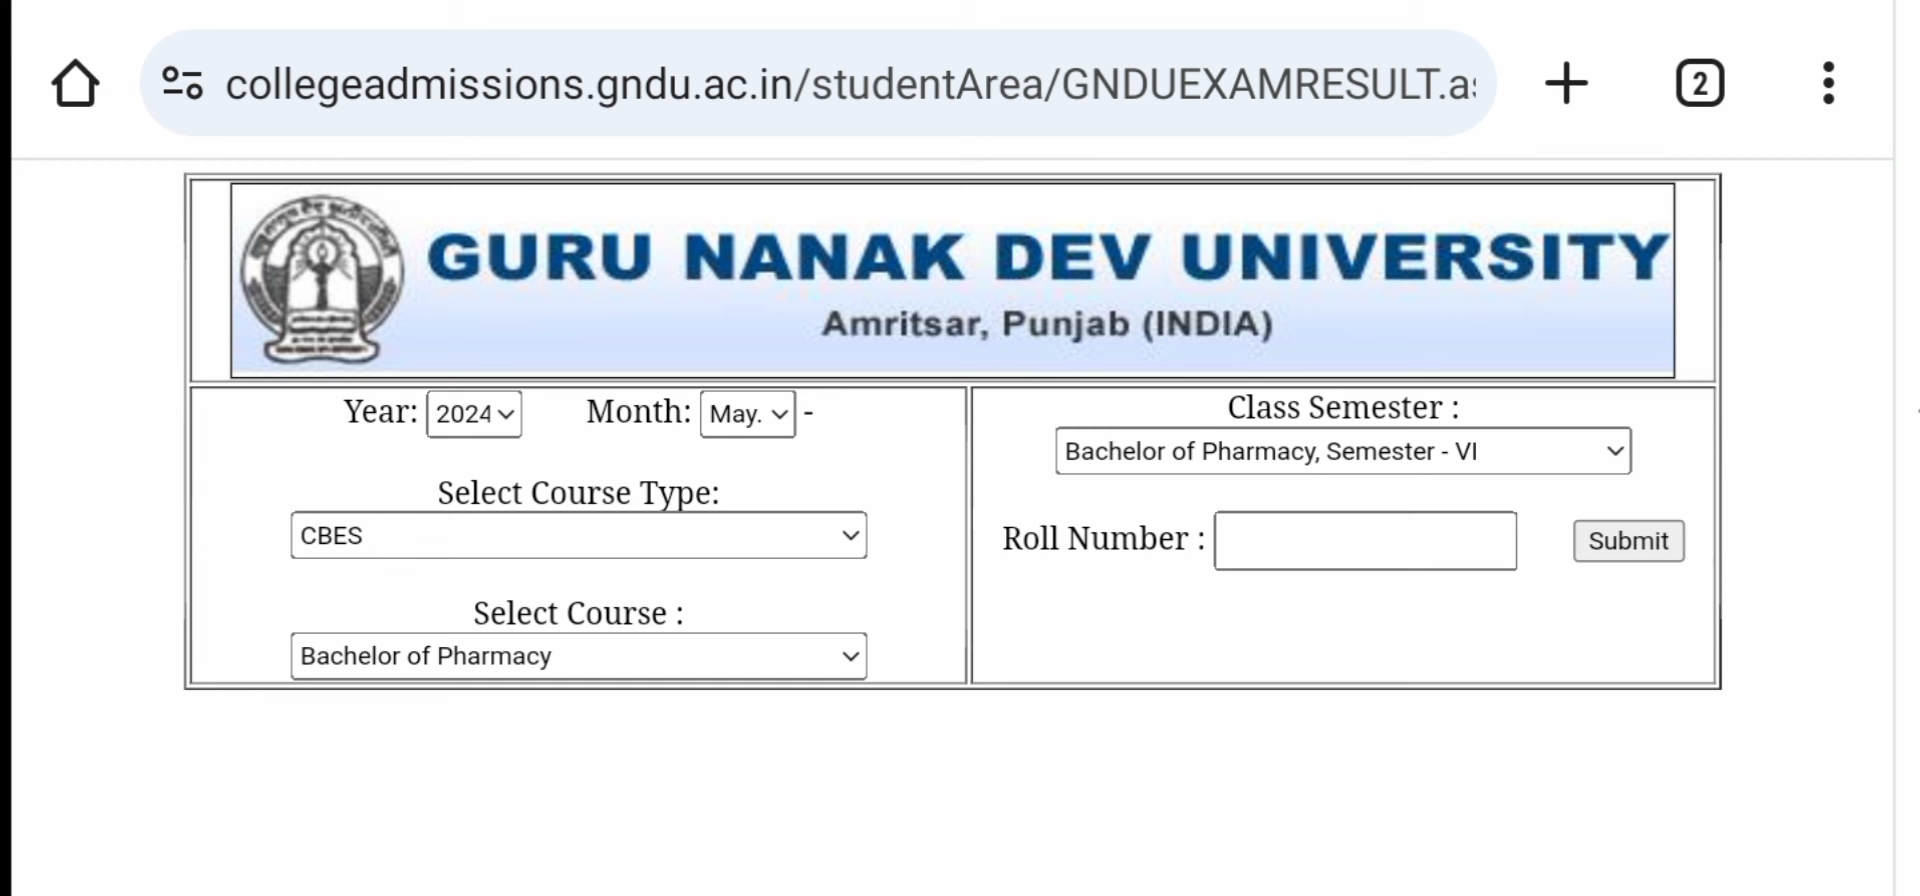 collegeadmissions.gndu.ac.in/studentArea/GNDUEXAMRESULT.as
2
GURU NANAK DEV UNIVERSITY
Amritsar, Punjab (INDIA)
Year: 2024 Month: May. -
Select Course Type:
CBES
Select Course :
Bachelor of Pharmacy
Class Semester :
Bachelor of Pharmacy, Semester - VI
Roll Number : Submit